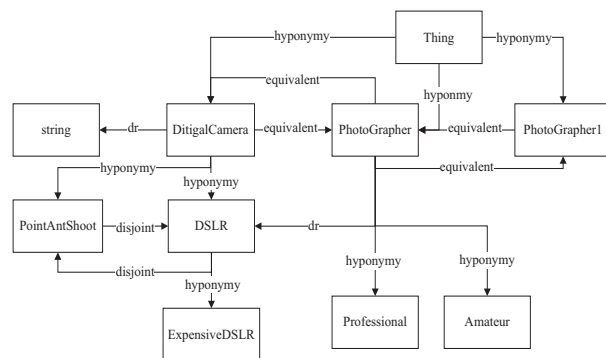 Thing
hyponymy
hyponymy
equivalent
hyponmy
string
dr
DitigalCamera
equivalent
PhotoGrapher
equivalent
PhotoGrapher1
hyponymy
equivalent
hyponymy
PointAntShoot
disjoint
DSLR
dr
disjoint
hyponymy
hyponymy
hyponymy
ExpensiveDSLR
Professional
Amateur